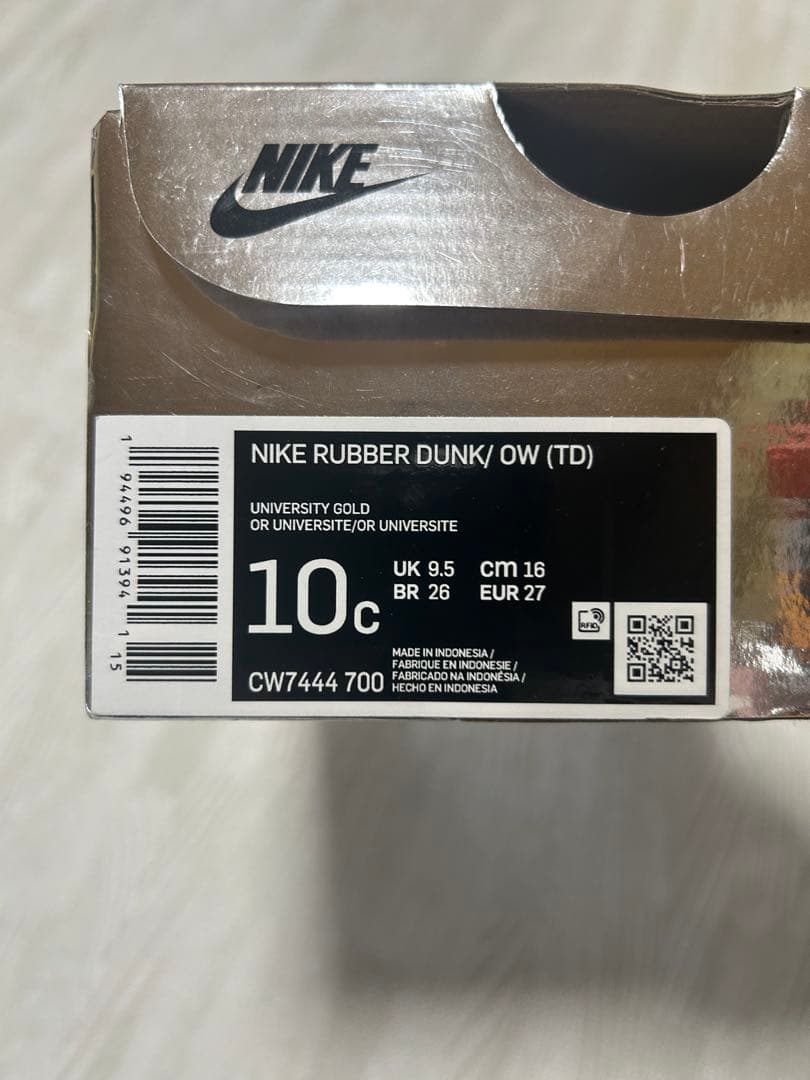 NIKE
NIKE RUBBER DUNK/ OW (TD)
UNIVERSITY GOLD
OR UNIVERSITE/OR UNIVERSITE
10c
UK 9.5 cm 16
BR 26 EUR 27
RFID
CW7444 700
MADE IN INDONESIA /
FABRIQUE EN INDONESIE /
FABRICADO NA INDONÉSIA /
HECHO EN INDONESIA
1 94496 91394 1 15